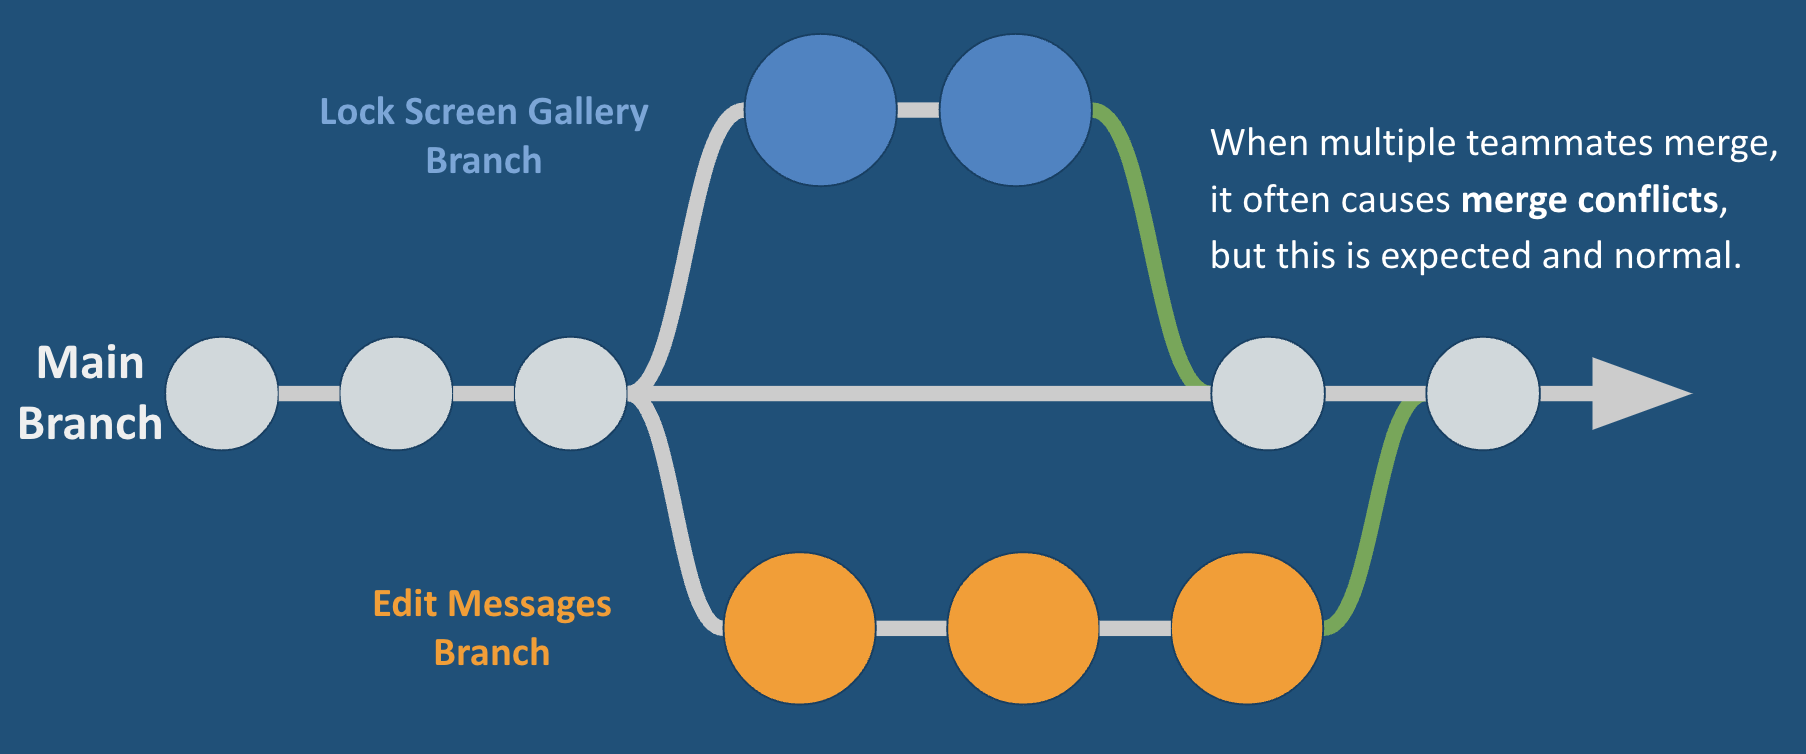 Lock Screen Gallery
Branch
When multiple teammates merge,
it often causes merge conflicts,
but this is expected and normal.
Main
Branch
Edit Messages
Branch